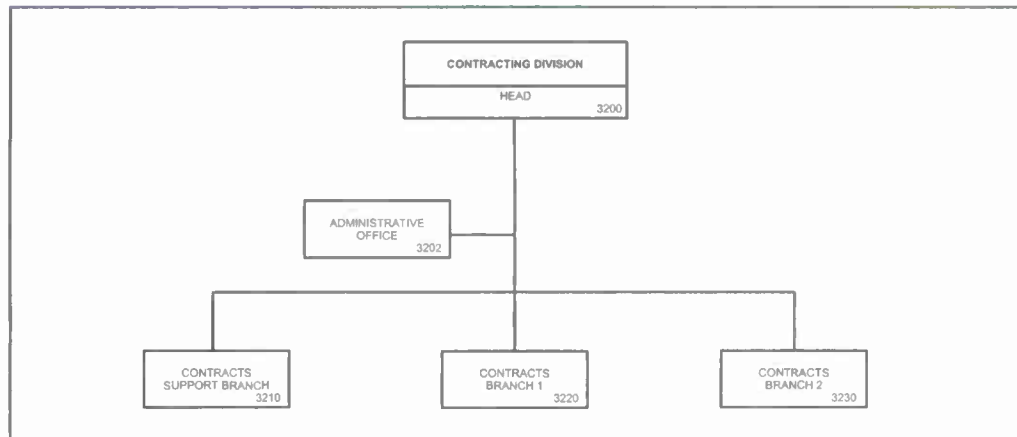 CONTRACTING DIVISION
HEAD
3200
ADMINISTRATIVE
OFFICE
3202
CONTRACTS
SUPPORT BRANCH
3210
CONTRACTS
BRANCH 1
3220
CONTRACTS
BRANCH 2
3230